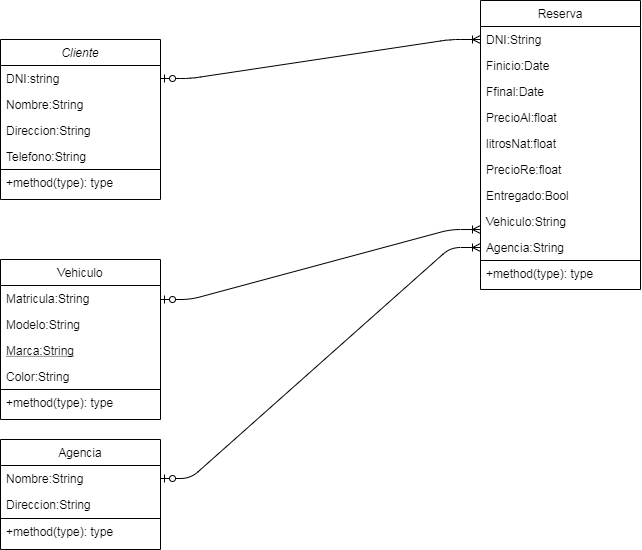 Cliente
DNI:string
Nombre:String
Direccion:String
Telefono:String
+method(type): type
Vehiculo
Matricula:String
Modelo:String
Marca:String
Color:String
+method(type): type
Agencia
Nombre:String
Direccion:String
+method(type): type
Reserva
DNI:String
Finicio:Date
Ffinal:Date
PrecioAl:float
litrosNat:float
PrecioRe:float
Entregado:Bool
Vehiculo:String
Agencia:String
+method(type): type